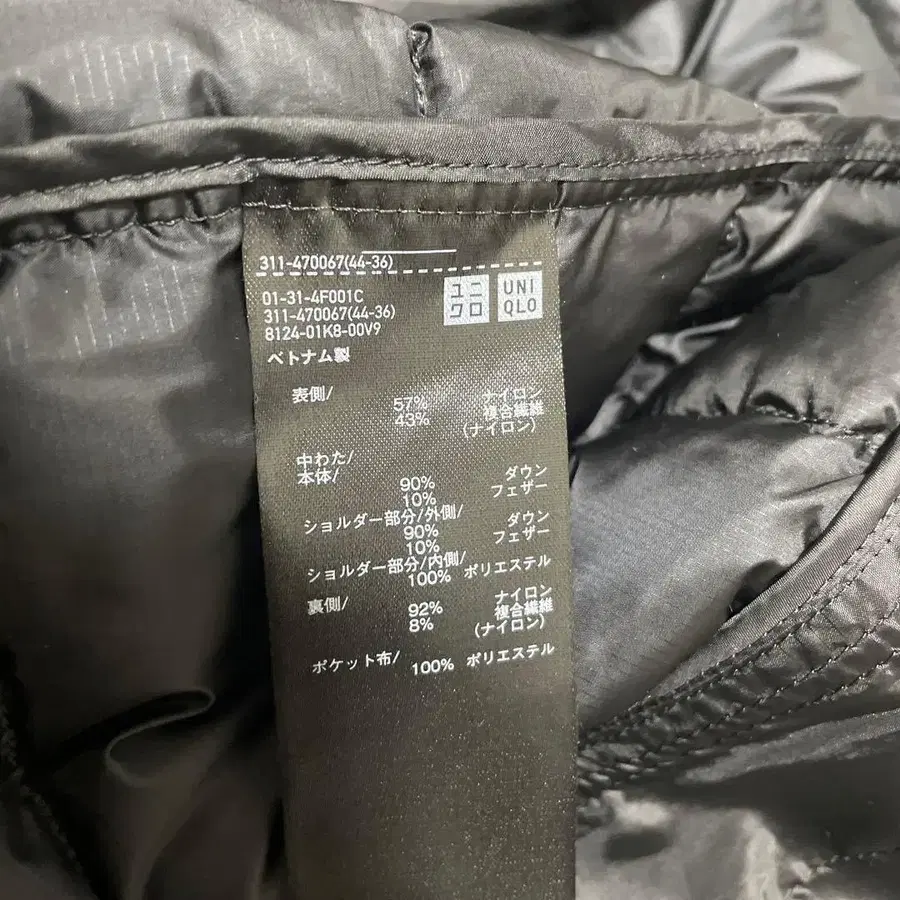 311-470067(44-36)
01-31-4F001C
311-470067(44-36)
8124-01K8-00V9
ユニクロ
UNIQLO
ベトナム製
表側/
57% ナイロン
43% 複合繊維
(ナイロン)
中わた/
本体/
90% ダウン
10% フェザー
ショルダー部分/外側/
90% ダウン
10% フェザー
ショルダー部分/内側/
100% ポリエステル
裏側/
92% ナイロン
8% 複合繊維
(ナイロン)
ポケット布/
100% ポリエステル